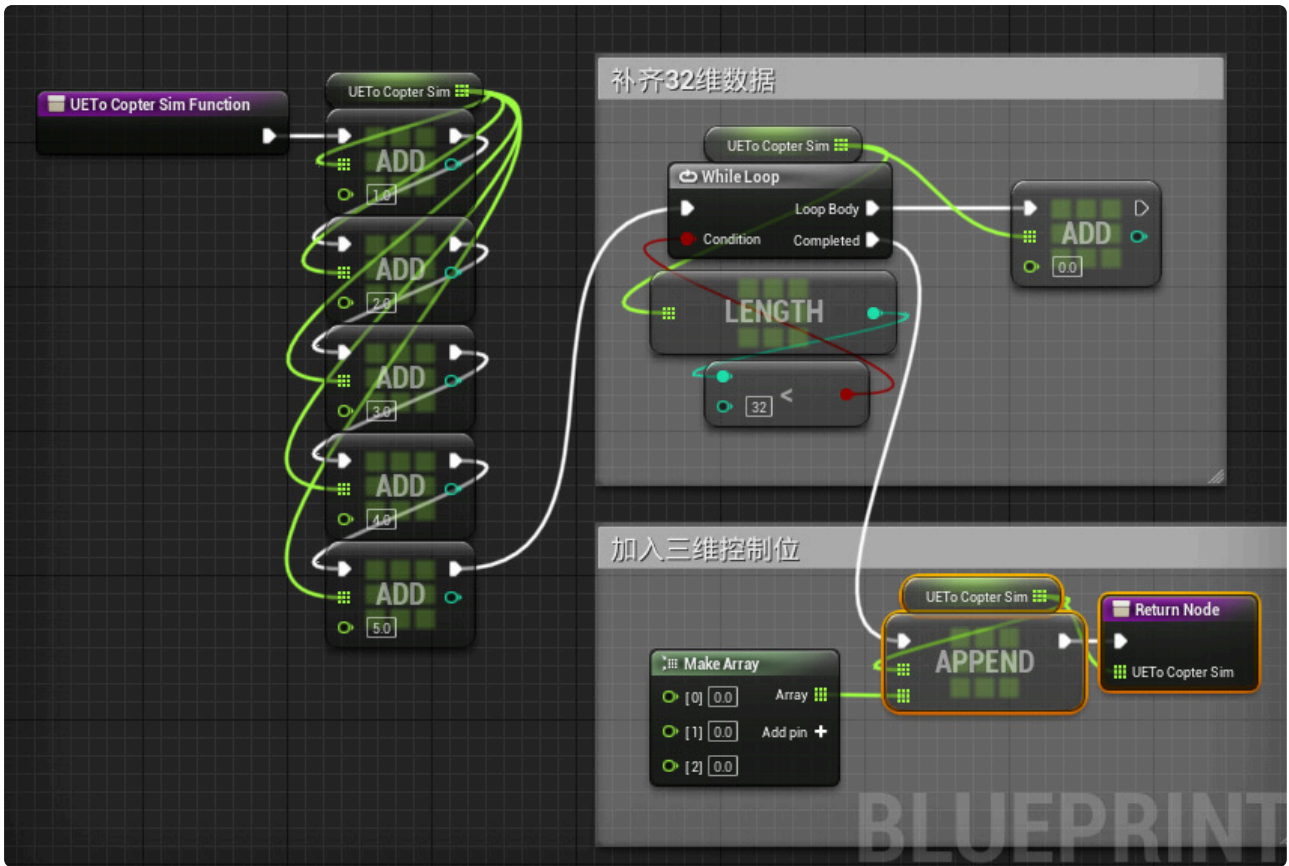 UETo Copter Sim Function
UETo Copter Sim
ADD
1.0
ADD
2.0
ADD
3.0
ADD
4.0
ADD
5.0
补齐32维数据
UETo Copter Sim
While Loop
Loop Body
Condition
Completed
LENGTH
32
<
ADD
0.0
加入三维控制位
Make Array
[0] 0.0
Array
[1] 0.0
Add pin +
[2] 0.0
UETo Copter Sim
APPEND
Return Node
UETo Copter Sim
BLUEPRINT